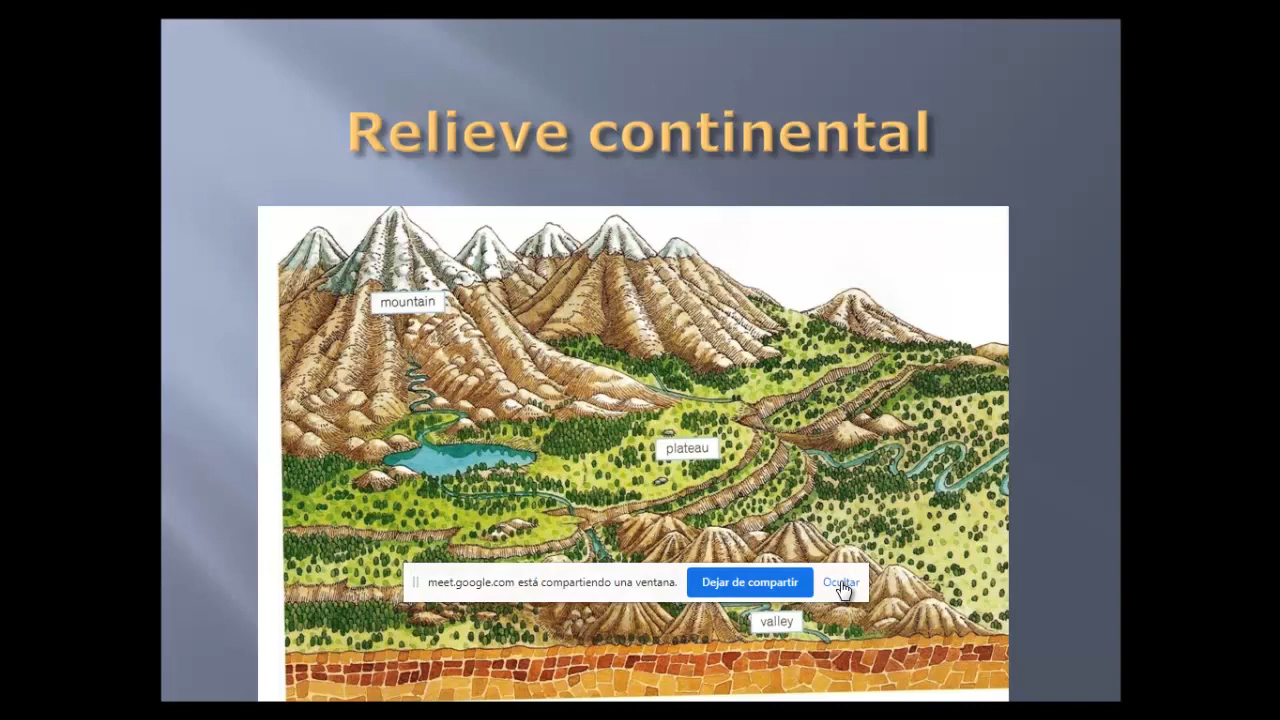 Relieve continental
mountain
plateau
meet.google.com está compartiendo una ventana. Dejar de compartir Ocultar
valley